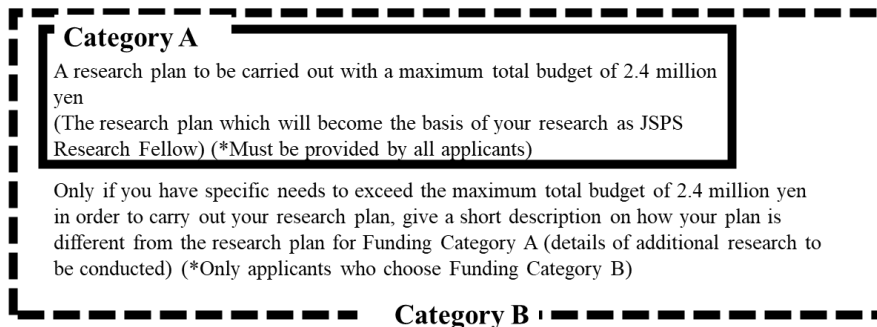 Category A
A research plan to be carried out with a maximum total budget of 2.4 million
yen
(The research plan which will become the basis of your research as JSPS
Research Fellow) (*Must be provided by all applicants)
Only if you have specific needs to exceed the maximum total budget of 2.4 million yen
in order to carry out your research plan, give a short description on how your plan is
different from the research plan for Funding Category A (details of additional research to
be conducted) (*Only applicants who choose Funding Category B)
Category B